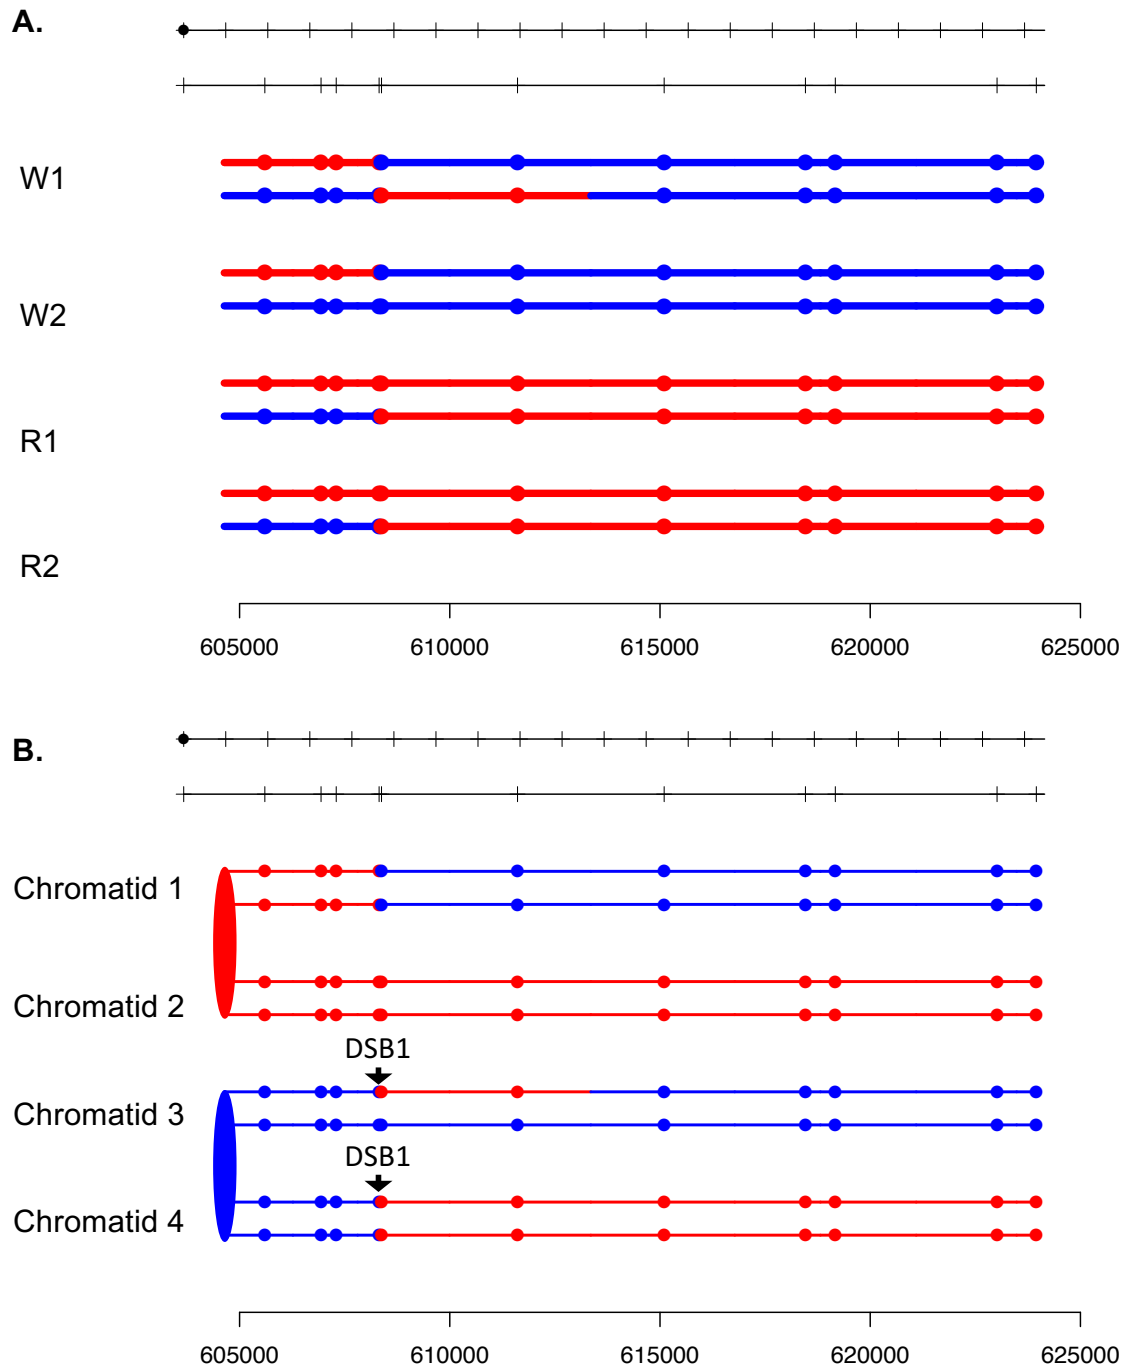 A.
W1
W2
R1
R2
605000 610000 615000 620000 625000
B.
Chromatid 1
Chromatid 2
DSB1
Chromatid 3
DSB1
Chromatid 4
605000 610000 615000 620000 625000